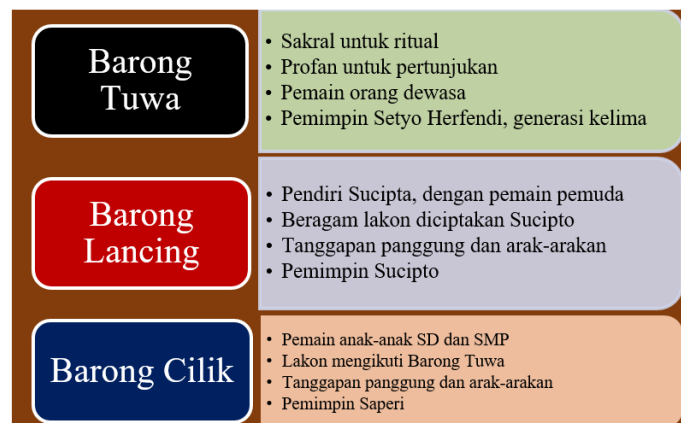 Barong
Tuwa
• Sakral untuk ritual
• Profan untuk pertunjukan
• Pemain orang dewasa
• Pemimpin Setyo Herfendi, generasi kelima
Barong
Lancing
• Pendiri Sucipta, dengan pemain pemuda
• Beragam lakon diciptakan Sucipto
• Tanggapan panggung dan arak-arakan
• Pemimpin Sucipto
Barong Cilik
• Pemain anak-anak SD dan SMP
• Lakon mengikuti Barong Tuwa
• Tanggapan panggung dan arak-arakan
• Pemimpin Saperi